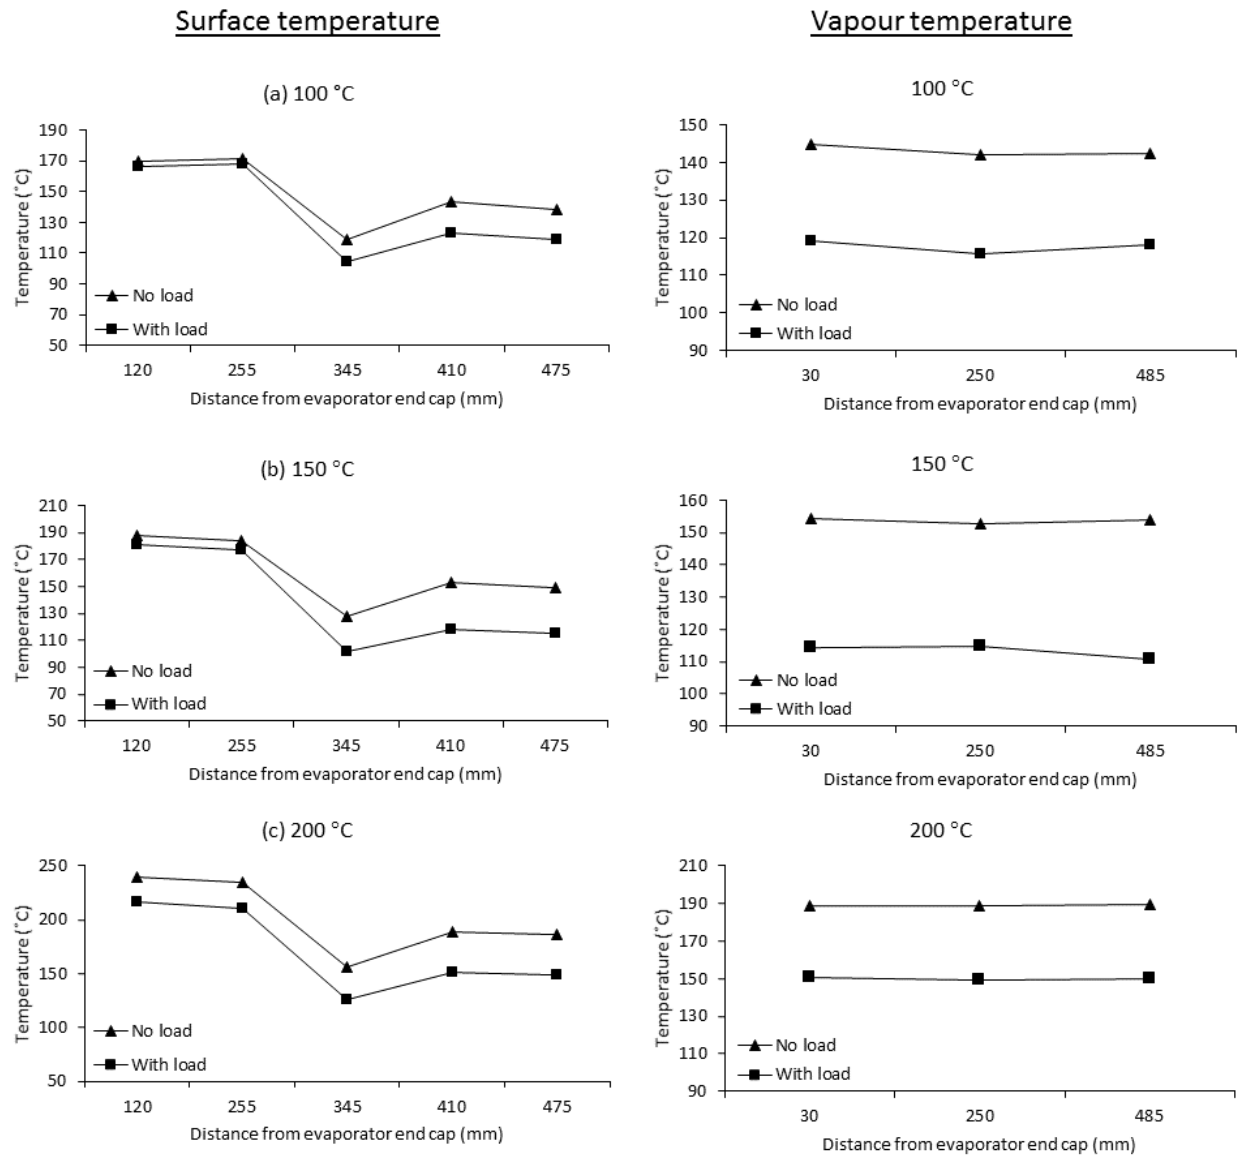 Surface temperature
Vapour temperature
(a) 100 ˚C
190
170
150
130
110
90
70
50
Temperature (˚C)
No load
With load
120 255 345 410 475
Distance from evaporator end cap (mm)
100 °C
150
140
130
120
110
100
90
Temperature (˚C)
No load
With load
30 250 485
Distance from evaporator end cap (mm)
(b) 150 °C
210
190
170
150
130
110
90
70
50
Temperature (˚C)
No load
With load
120 255 345 410 475
Distance from evaporator end cap (mm)
150 °C
160
150
140
130
120
110
100
90
Temperature (˚C)
No load
With load
30 250 485
Distance from evaporator end cap (mm)
(c) 200 °C
250
200
150
100
50
Temperature (˚C)
No load
With load
120 255 345 410 475
Distance from evaporator end cap (mm)
200 °C
210
190
170
150
130
110
90
Temperature (˚C)
No load
With load
30 250 485
Distance from evaporator end cap (mm)